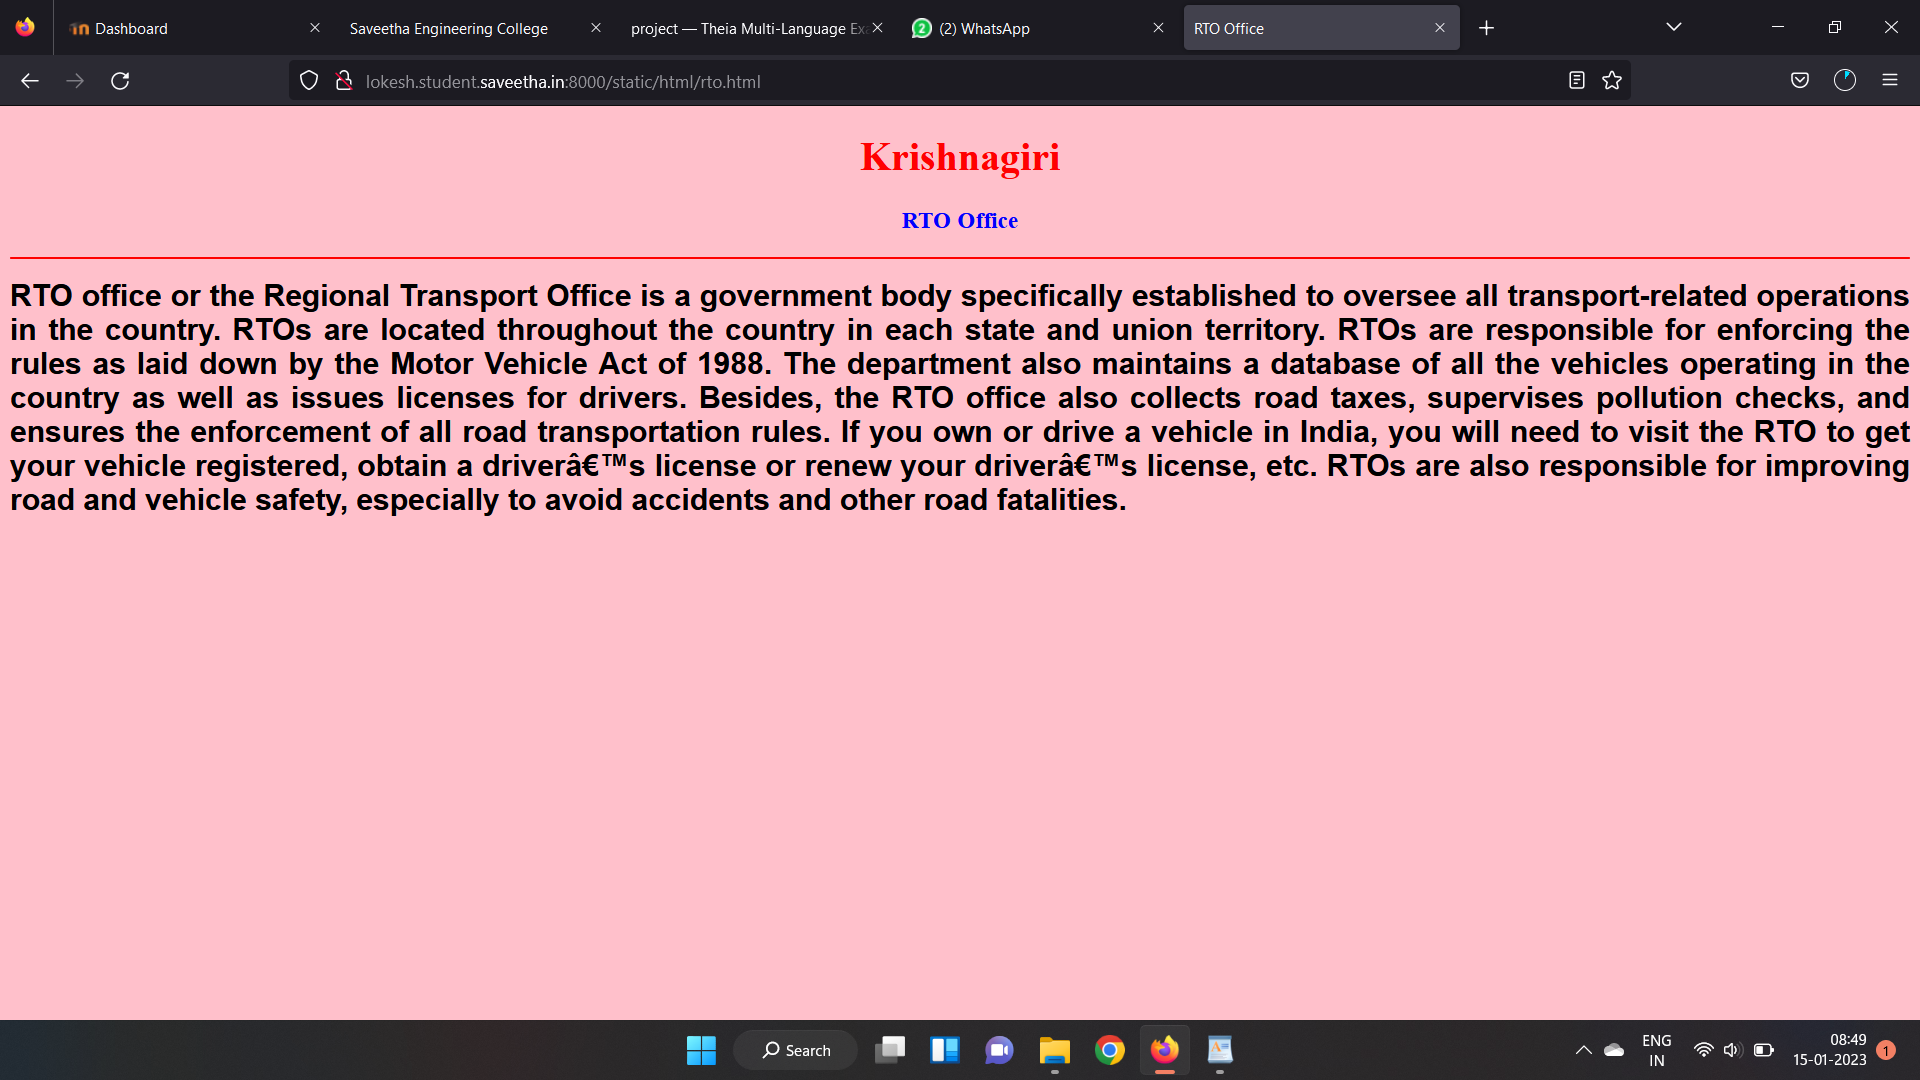 Dashboard
Saveetha Engineering College
project — Theia Multi-Language Ex
2 (2) WhatsApp
RTO Office
lokesh.student.saveetha.in:8000/static/html/rto.html
Krishnagiri
RTO Office
RTO office or the Regional Transport Office is a government body specifically established to oversee all transport-related operations
in the country. RTOs are located throughout the country in each state and union territory. RTOs are responsible for enforcing the
rules as laid down by the Motor Vehicle Act of 1988. The department also maintains a database of all the vehicles operating in the
country as well as issues licenses for drivers. Besides, the RTO office also collects road taxes, supervises pollution checks, and
ensures the enforcement of all road transportation rules. If you own or drive a vehicle in India, you will need to visit the RTO to get
your vehicle registered, obtain a driverâ€™s license or renew your driverâ€™s license, etc. RTOs are also responsible for improving
road and vehicle safety, especially to avoid accidents and other road fatalities.
Search
ENG
IN
08:49
15-01-2023
1